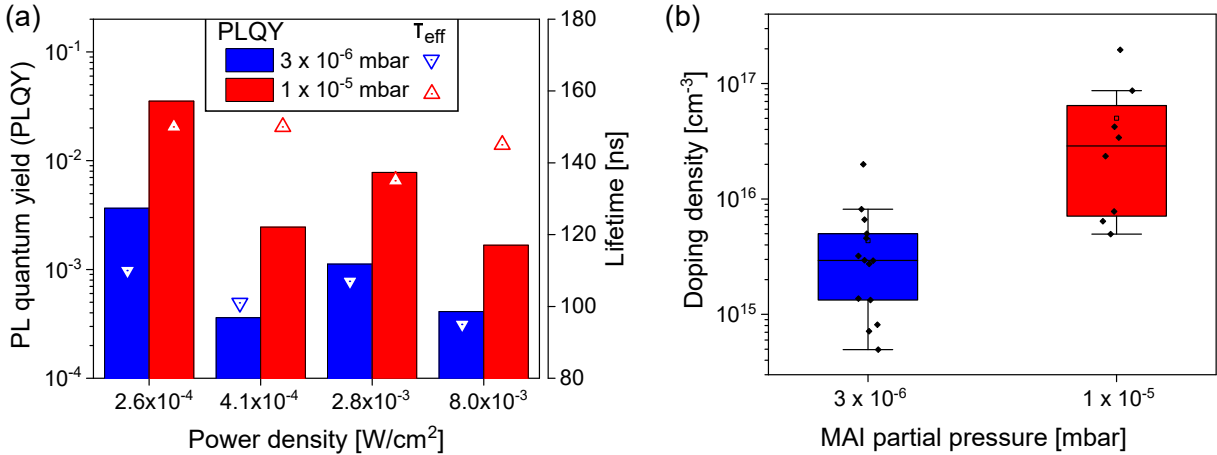 (a)
PLQY τeff
3 x 10⁻⁶ mbar
1 x 10⁻⁵ mbar
PL quantum yield (PLQY)
10⁻¹
10⁻²
10⁻³
10⁻⁴
180
160
140
120
100
80
Lifetime [ns]
2.6x10⁻⁴ 4.1x10⁻⁴ 2.8x10⁻³ 8.0x10⁻³
Power density [W/cm²]
(b)
Doping density [cm⁻³]
10¹⁷
10¹⁶
10¹⁵
3 x 10⁻⁶ 1 x 10⁻⁵
MAI partial pressure [mbar]